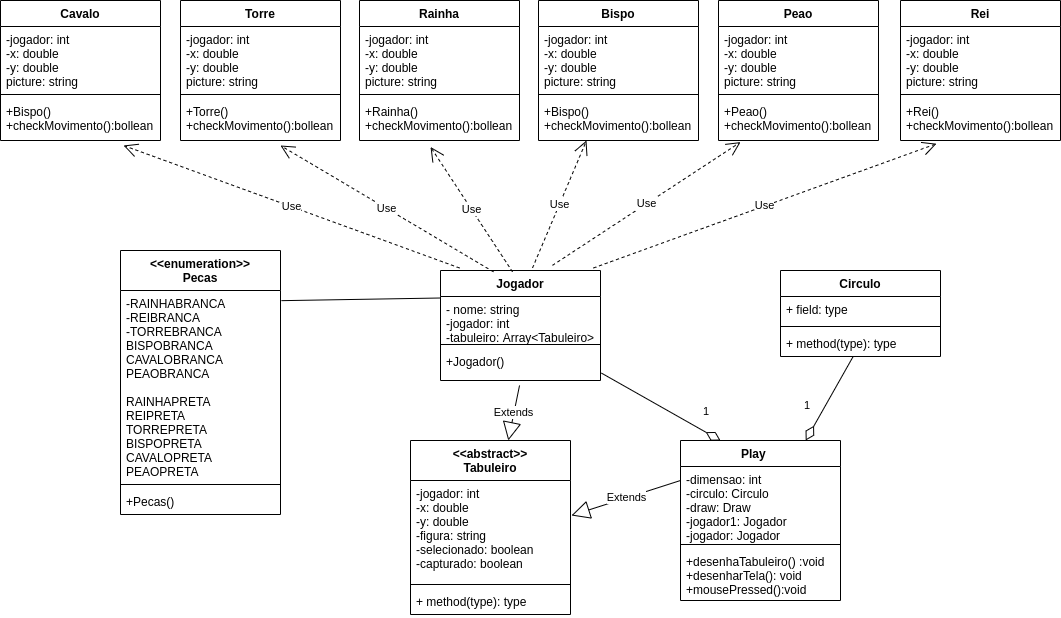 Cavalo
-jogador: int
-x: double
-y: double
picture: string
+Bispo()
+checkMovimento():bollean
Torre
-jogador: int
-x: double
-y: double
picture: string
+Torre()
+checkMovimento():bollean
Rainha
-jogador: int
-x: double
-y: double
picture: string
+Rainha()
+checkMovimento():bollean
Bispo
-jogador: int
-x: double
-y: double
picture: string
+Bispo()
+checkMovimento():bollean
Peao
-jogador: int
-x: double
-y: double
picture: string
+Peao()
+checkMovimento():bollean
Rei
-jogador: int
-x: double
-y: double
picture: string
+Rei()
+checkMovimento():bollean
Use
Use
Use
Use
Use
Use
<<enumeration>>
Pecas
-RAINHABRANCA
-REIBRANCA
-TORREBRANCA
BISPOBRANCA
CAVALOBRANCA
PEAOBRANCA
RAINHAPRETA
REIPRETA
TORREPRETA
BISPOPRETA
CAVALOPRETA
PEAOPRETA
+Pecas()
Jogador
- nome: string
-jogador: int
-tabuleiro: Array<Tabuleiro>
+Jogador()
Circulo
+ field: type
+ method(type): type
Extends
1
1
<<abstract>>
Tabuleiro
-jogador: int
-x: double
-y: double
-figura: string
-selecionado: boolean
-capturado: boolean
+ method(type): type
Extends
Play
-dimensao: int
-circulo: Circulo
-draw: Draw
-jogador1: Jogador
-jogador: Jogador
+desenhaTabuleiro() :void
+desenharTela(): void
+mousePressed():void